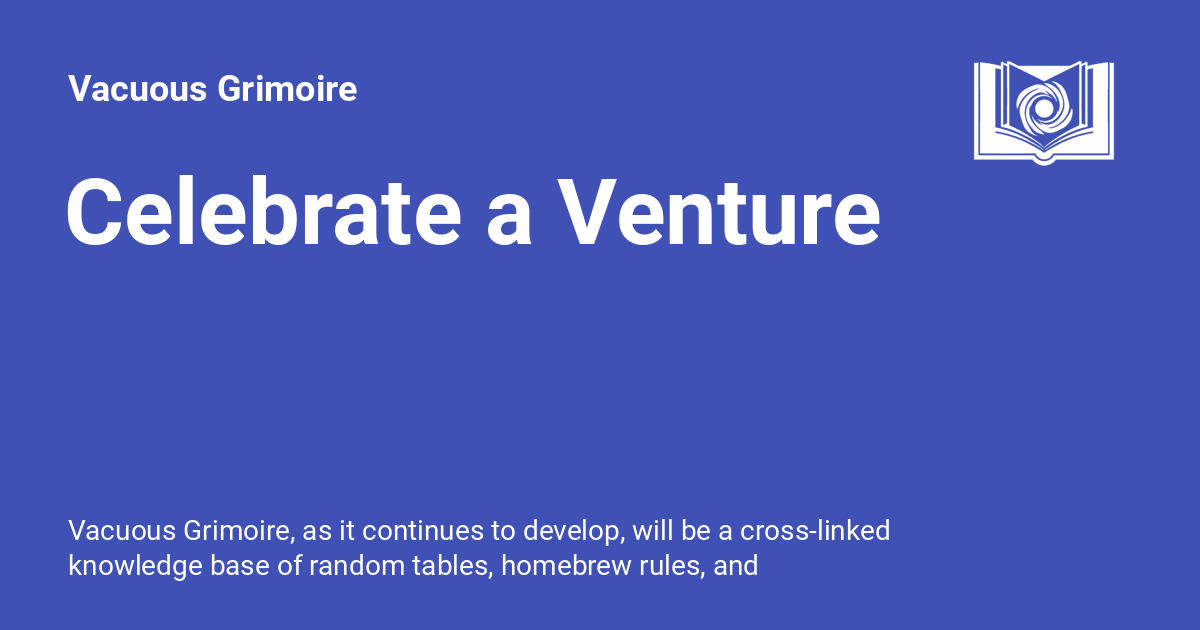 Vacuous Grimoire
Celebrate a Venture
Vacuous Grimoire, as it continues to develop, will be a cross-linked
knowledge base of random tables, homebrew rules, and